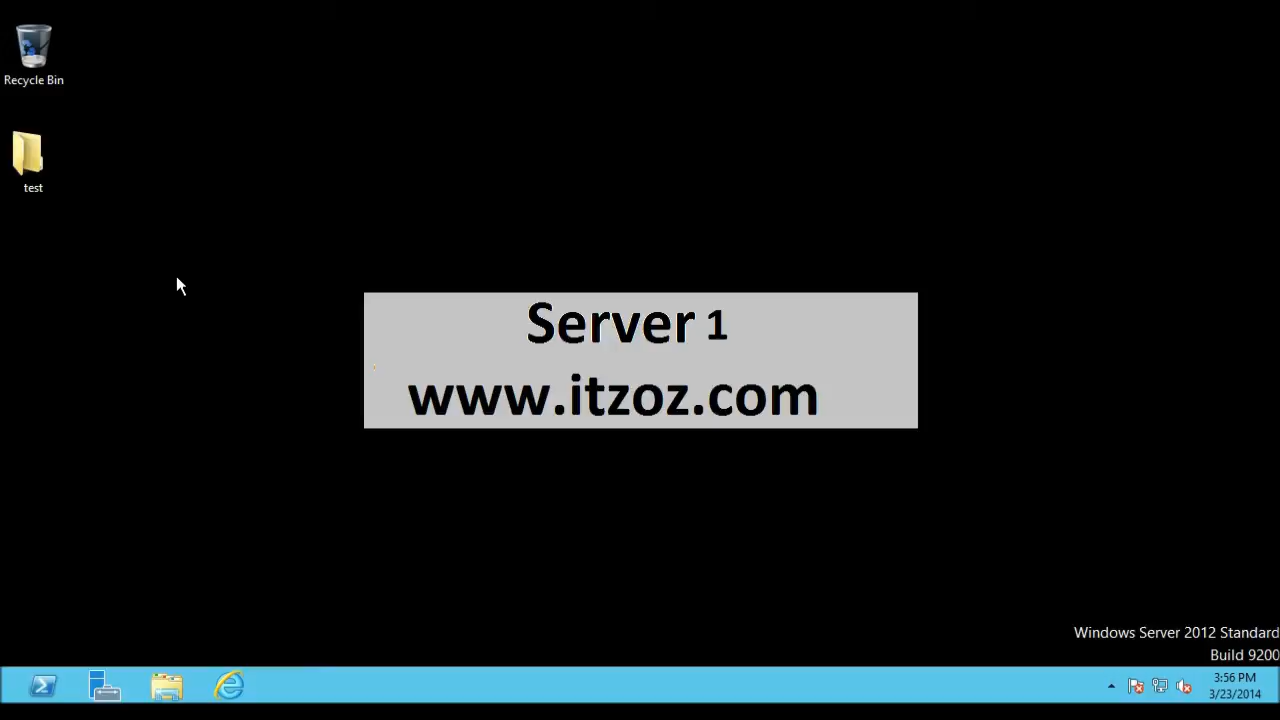 Recycle Bin
test
Server 1
www.itzoz.com
Windows Server 2012 Standard
Build 9200
3:56 PM
3/23/2014